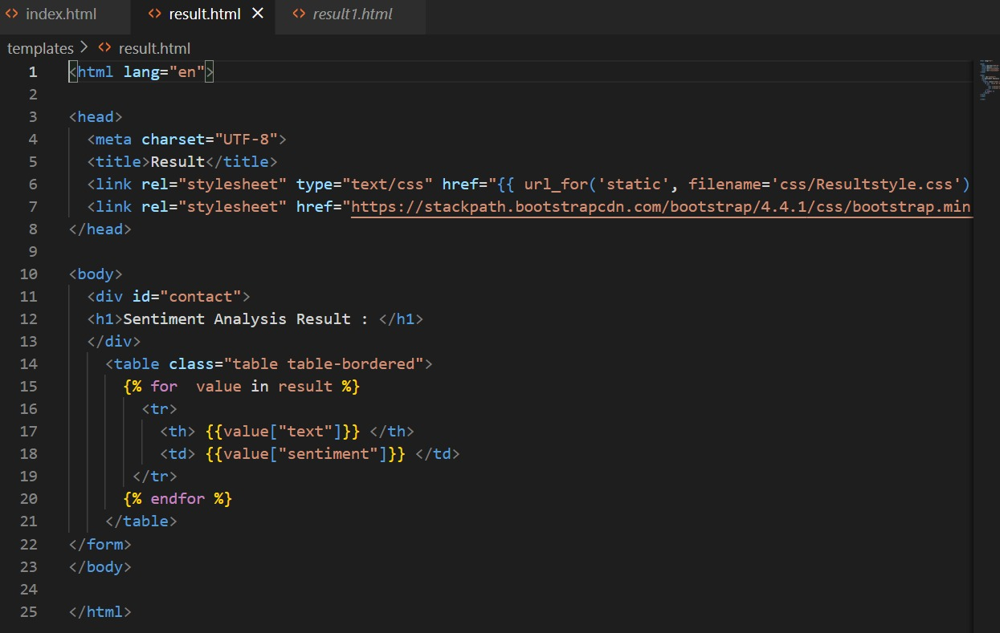 index.html
result.html
result1.html
templates > result.html
1 <html lang="en">
2
3 <head>
4 <meta charset="UTF-8">
5 <title>Result</title>
6 <link rel="stylesheet" type="text/css" href="{{ url_for('static', filename='css/Resultstyle.css')
7 <link rel="stylesheet" href="https://stackpath.bootstrapcdn.com/bootstrap/4.4.1/css/bootstrap.min
8 </head>
9
10 <body>
11 <div id="contact">
12 <h1>Sentiment Analysis Result : </h1>
13 </div>
14 <table class="table table-bordered">
15 {% for  value in result %}
16 <tr>
17 <th> {{value["text"]}} </th>
18 <td> {{value["sentiment"]}} </td>
19 </tr>
20 {% endfor %}
21 </table>
22 </form>
23 </body>
24
25 </html>